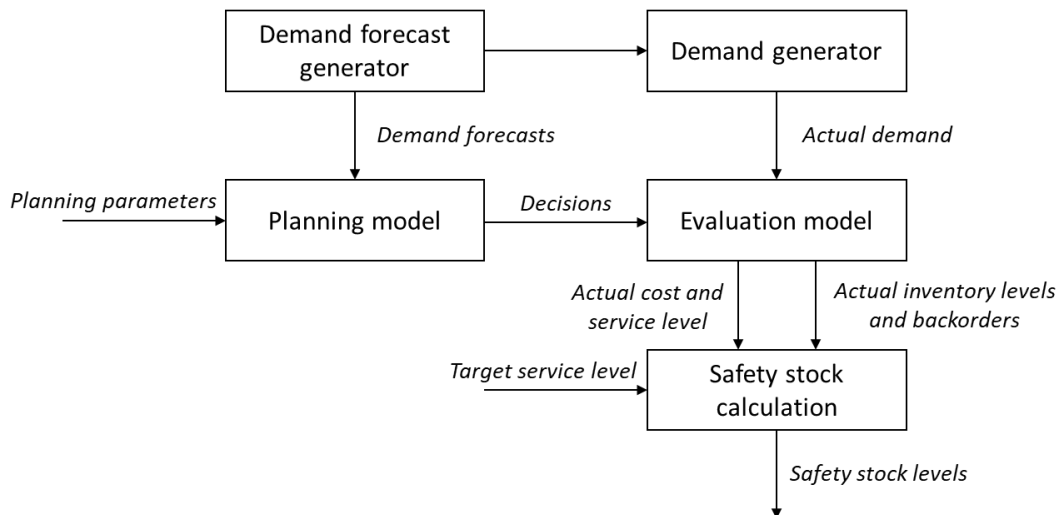 Demand forecast
generator
Demand generator
Demand forecasts
Actual demand
Planning parameters
Planning model
Decisions
Evaluation model
Actual cost and
service level
Actual inventory levels
and backorders
Target service level
Safety stock
calculation
Safety stock levels